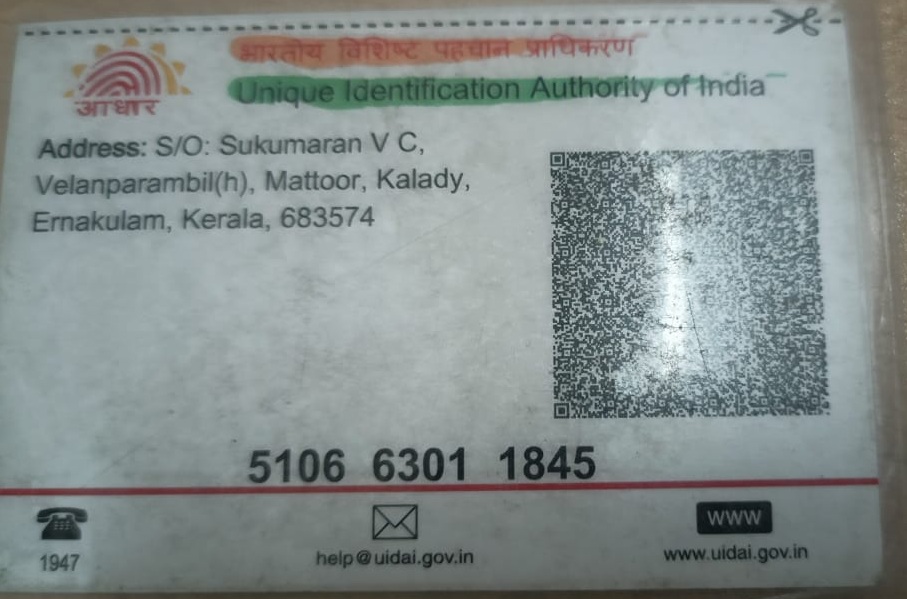 भारतीय विशिष्ट पहचान प्राधिकरण
Unique Identification Authority of India
आधार
Address: S/O: Sukumaran V C,
Velanparambil(h), Mattoor, Kalady,
Ernakulam, Kerala, 683574
5106 6301 1845
1947
help@uidai.gov.in
WWW
www.uidai.gov.in